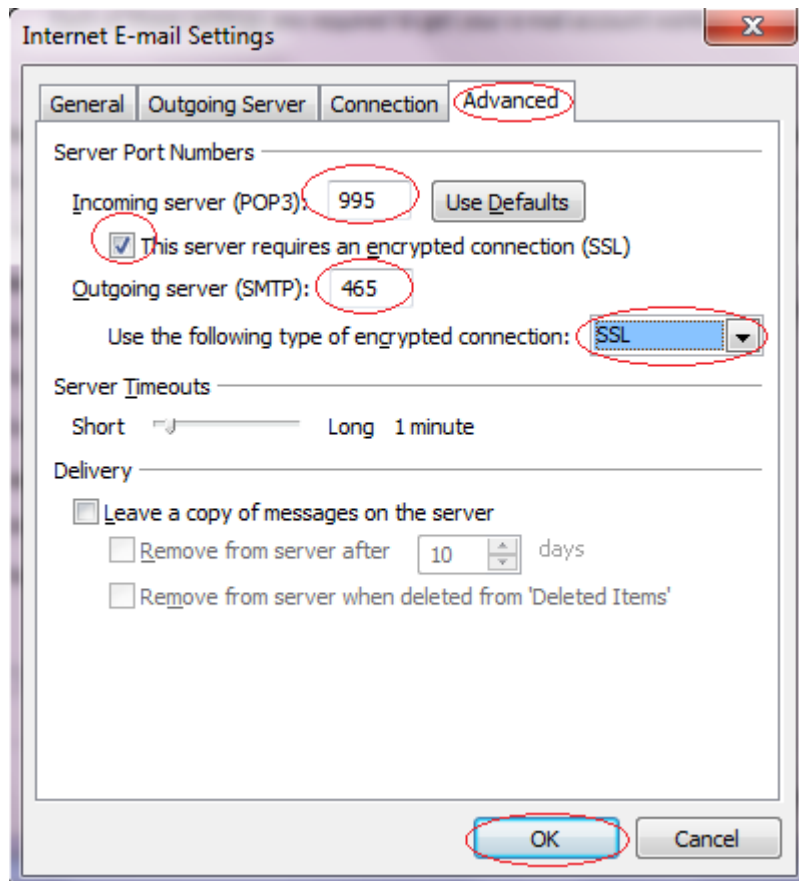 Internet E-mail Settings
General Outgoing Server Connection Advanced
Server Port Numbers
Incoming server (POP3): 995 Use Defaults
This server requires an encrypted connection (SSL)
Outgoing server (SMTP): 465
Use the following type of encrypted connection: SSL
Server Timeouts
Short Long 1 minute
Delivery
Leave a copy of messages on the server
Remove from server after 10 days
Remove from server when deleted from 'Deleted Items'
OK Cancel